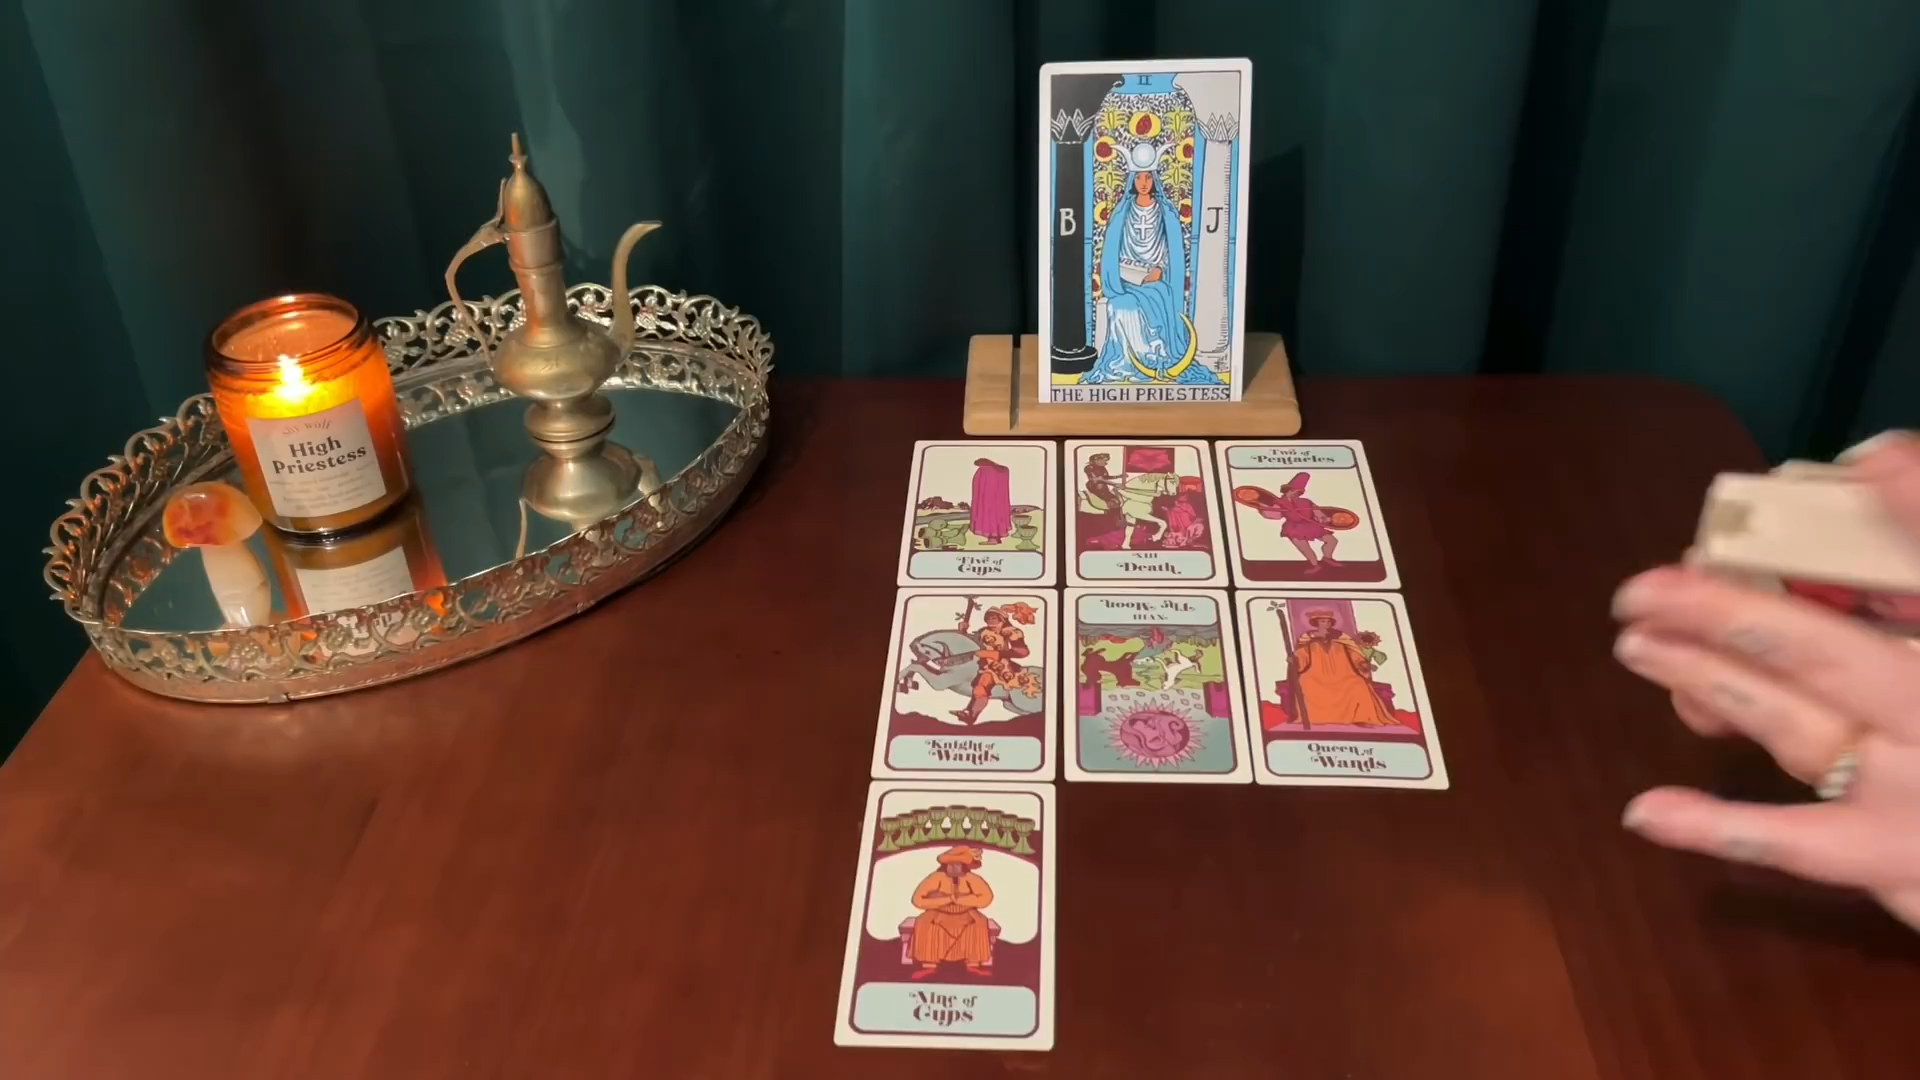 II
B
J
THE HIGH PRIESTESS
High
Priestess
Five of
Cups
XIII
Death
Two of
Pentacles
Knight of
Wands
The Moon
XVIII
Queen of
Wands
Nine of
Cups